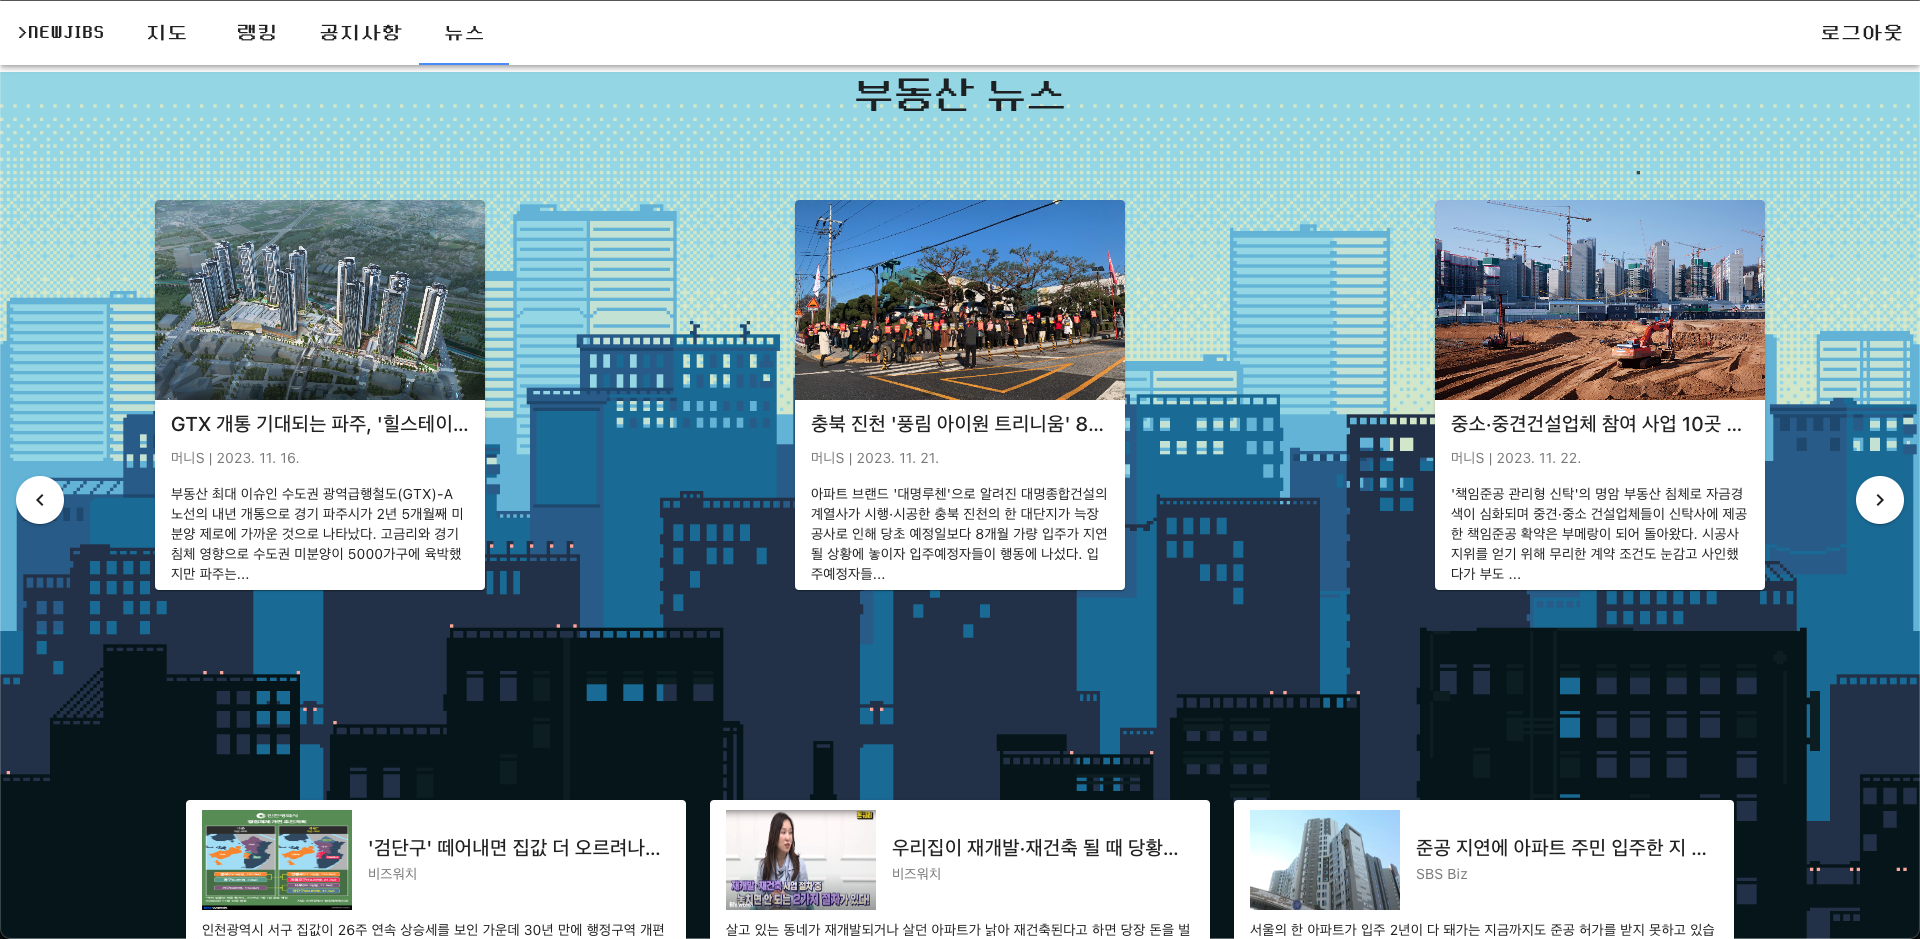 >NEWJIBS 지도 랭킹 공지사항 뉴스 로그아웃
부동산 뉴스
GTX 개통 기대되는 파주, '힐스테이...
머니S | 2023. 11. 16.
부동산 최대 이슈인 수도권 광역급행철도(GTX)-A
노선의 내년 개통으로 경기 파주시가 2년 5개월째 미
분양 제로에 가까운 것으로 나타났다. 고금리와 경기
침체 영향으로 수도권 미분양이 5000가구에 육박했
지만 파주는...
충북 진천 '풍림 아이원 트리니움' 8...
머니S | 2023. 11. 21.
아파트 브랜드 '대명루첸'으로 알려진 대명종합건설의
계열사가 시행·시공한 충북 진천의 한 대단지가 늑장
공사로 인해 당초 예정일보다 8개월 가량 입주가 지연
될 상황에 놓이자 입주예정자들이 행동에 나섰다. 입
주예정자들...
중소·중견건설업체 참여 사업 10곳 ...
머니S | 2023. 11. 22.
'책임준공 관리형 신탁'의 명암 부동산 침체로 자금경
색이 심화되며 중견·중소 건설업체들이 신탁사에 제공
한 책임준공 확약은 부메랑이 되어 돌아왔다. 시공사
지위를 얻기 위해 무리한 계약 조건도 눈감고 사인했
다가 부도 ...
'검단구' 떼어내면 집값 더 오르려나...
비즈워치
인천광역시 서구 집값이 26주 연속 상승세를 보인 가운데 30년 만에 행정구역 개편
재개발·재건축 사업 절차 중
놓치면 안 되는 2가지 절차가 있다!
우리집이 재개발·재건축 될 때 당황...
비즈워치
살고 있는 동네가 재개발되거나 살던 아파트가 낡아 재건축된다고 하면 당장 돈을 벌
준공 지연에 아파트 주민 입주한 지 ...
SBS Biz
서울의 한 아파트가 입주 2년이 다 돼가는 지금까지도 준공 허가를 받지 못하고 있습